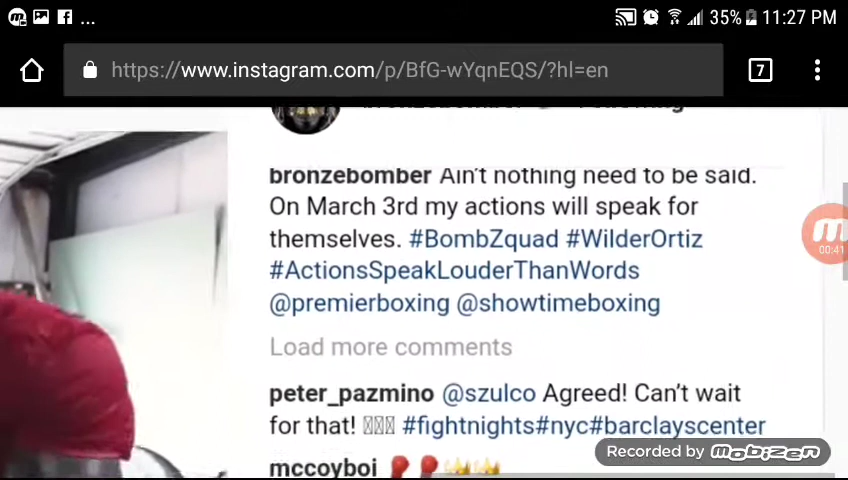 ... 35% 11:27 PM
https://www.instagram.com/p/BfG-wYqnEQS/?hl=en
7
bronzebomber Ain't nothing need to be said.
On March 3rd my actions will speak for
themselves. #BombZquad #WilderOrtiz
#ActionsSpeakLouderThanWords
@premierboxing @showtimeboxing
Load more comments
peter_pazmino @szulco Agreed! Can't wait
for that! #fightnights#nyc#barclayscenter
mccoyboi
00:41
Recorded by mobizen